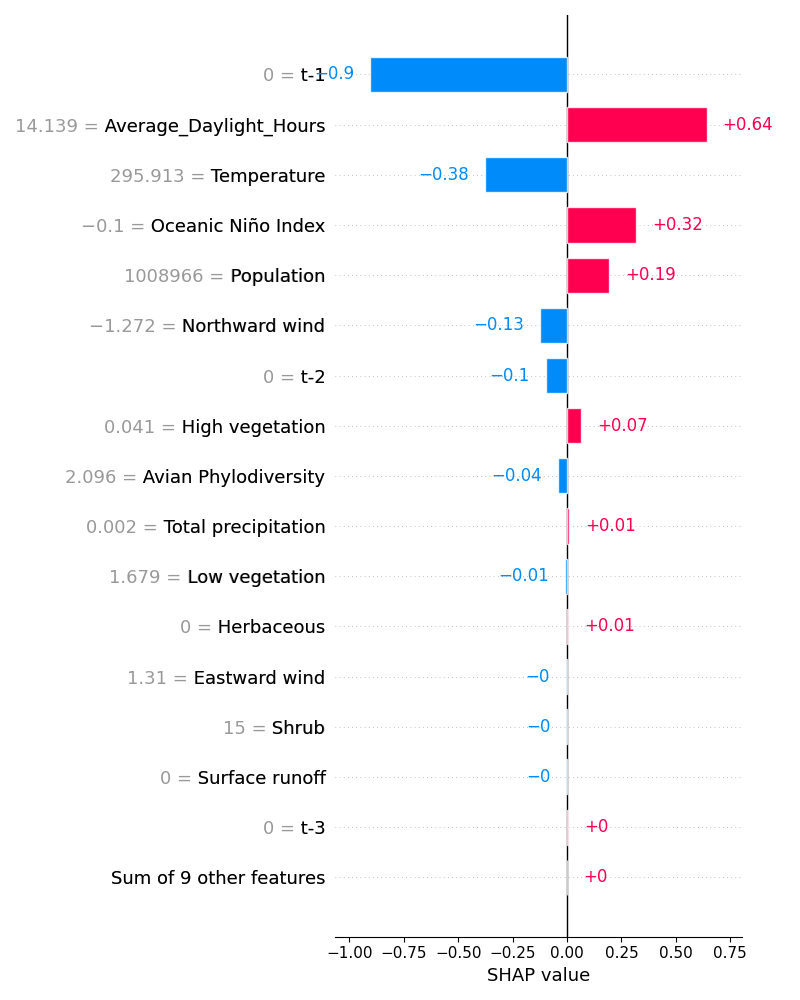 0 = t-1 −0.9
14.139 = Average_Daylight_Hours +0.64
295.913 = Temperature −0.38
−0.1 = Oceanic Niño Index +0.32
1008966 = Population +0.19
−1.272 = Northward wind −0.13
0 = t-2 −0.1
0.041 = High vegetation +0.07
2.096 = Avian Phylodiversity −0.04
0.002 = Total precipitation +0.01
1.679 = Low vegetation −0.01
0 = Herbaceous +0.01
1.31 = Eastward wind −0
15 = Shrub −0
0 = Surface runoff −0
0 = t-3 +0
Sum of 9 other features +0
−1.00 −0.75 −0.50 −0.25 0.00 0.25 0.50 0.75
SHAP value